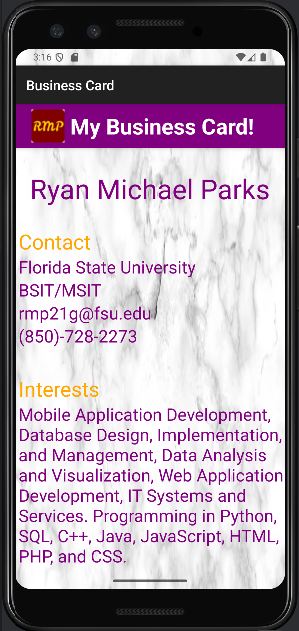 3:16
Business Card
RMP My Business Card!
Ryan Michael Parks
Contact
Florida State University
BSIT/MSIT
rmp21g@fsu.edu
(850)-728-2273
Interests
Mobile Application Development,
Database Design, Implementation,
and Management, Data Analysis
and Visualization, Web Application
Development, IT Systems and
Services. Programming in Python,
SQL, C++, Java, JavaScript, HTML,
PHP, and CSS.